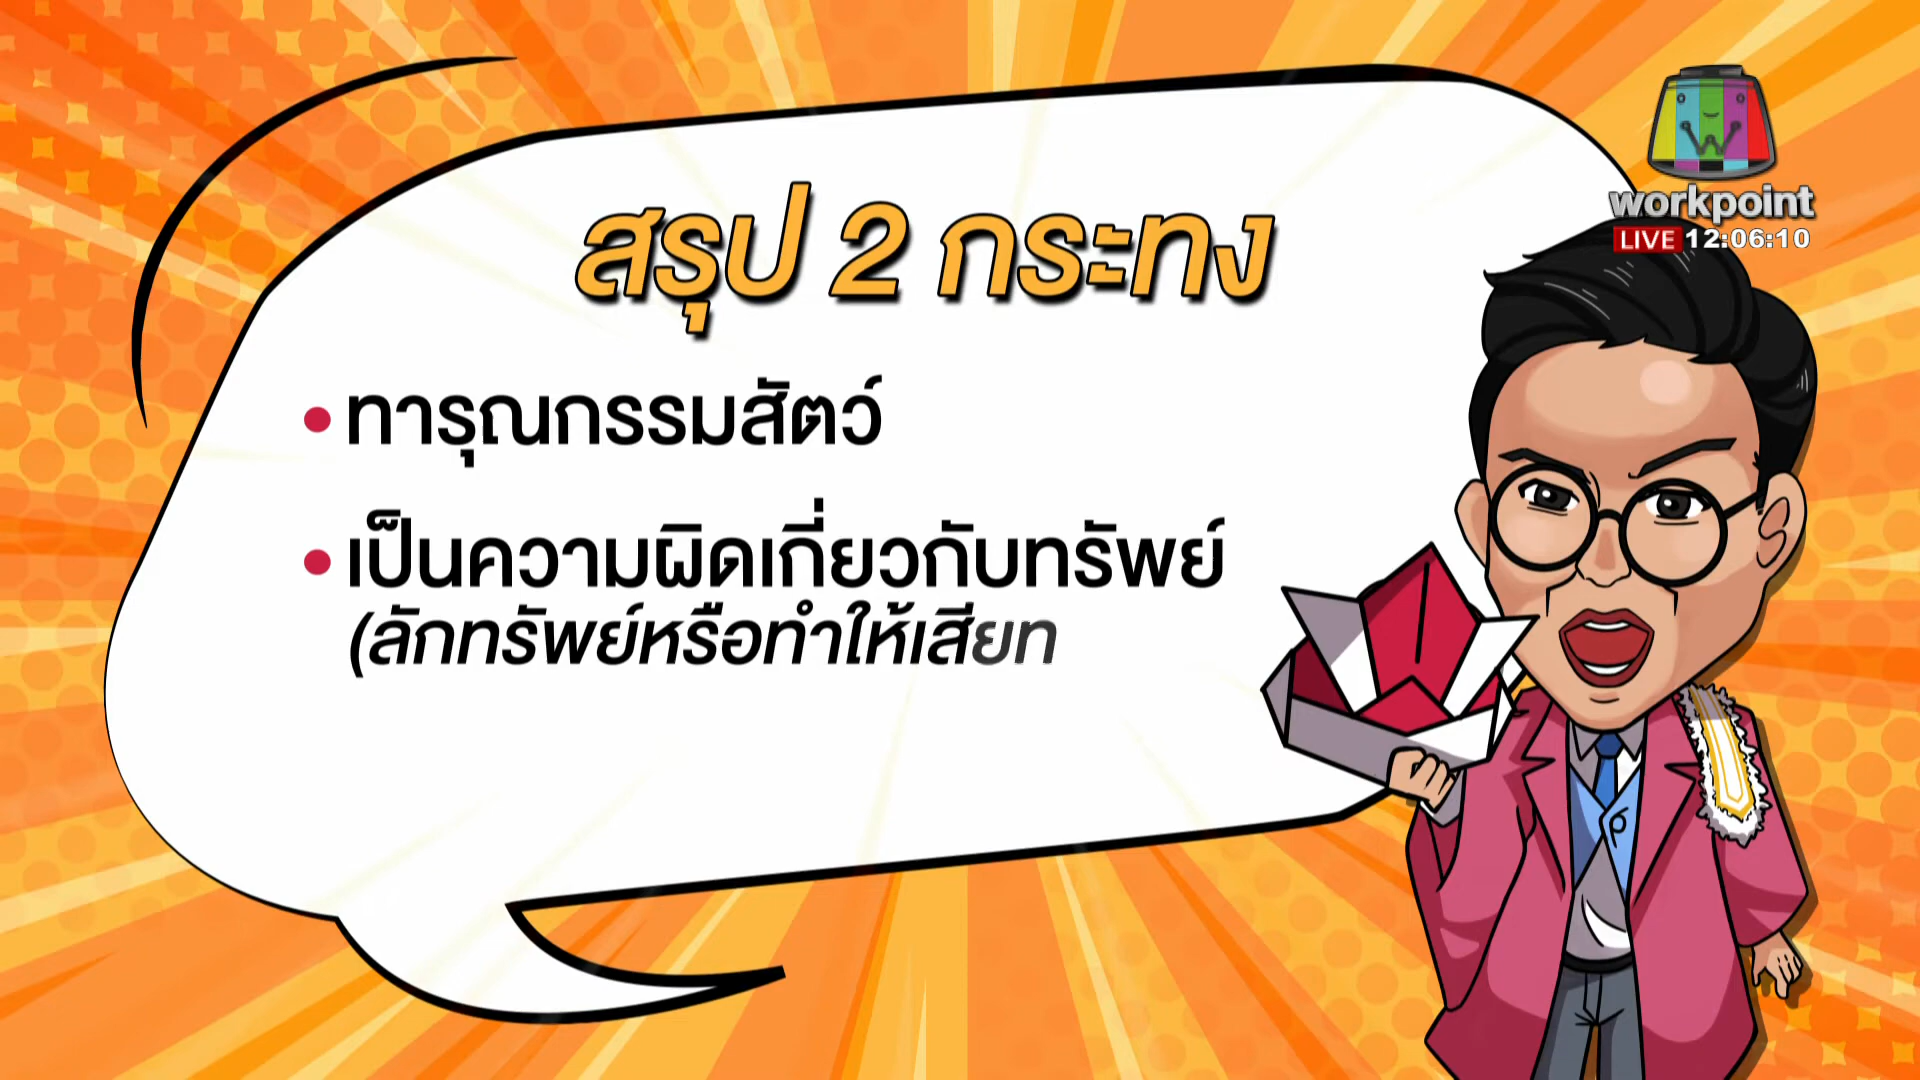 workpoint
LIVE 12:06:10
สรุป 2 กระทง
•ทารุณกรรมสัตว์
•เป็นความผิดเกี่ยวกับทรัพย์
(ลักทรัพย์หรือทำให้เสียท